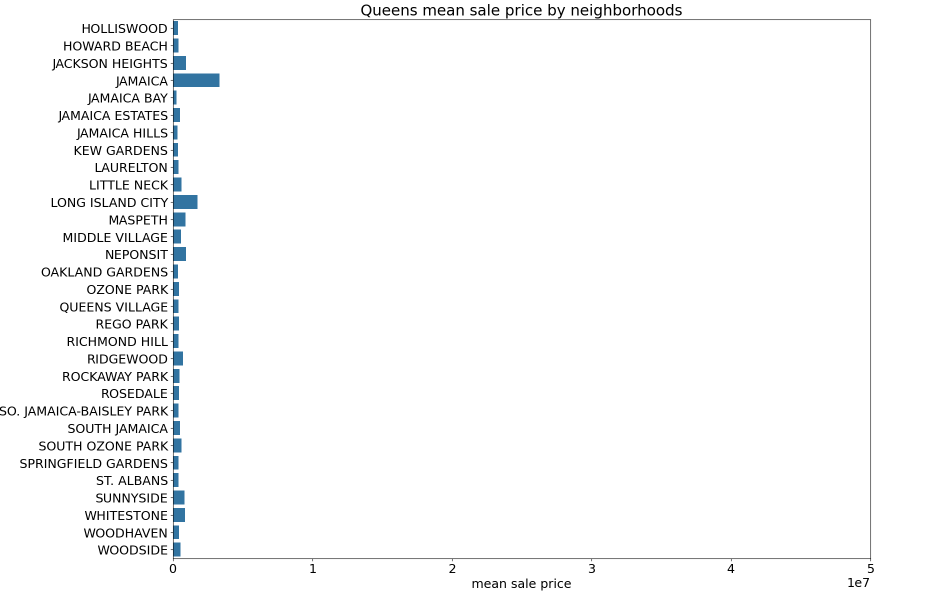 Queens mean sale price by neighborhoods
HOLLISWOOD
HOWARD BEACH
JACKSON HEIGHTS
JAMAICA
JAMAICA BAY
JAMAICA ESTATES
JAMAICA HILLS
KEW GARDENS
LAURELTON
LITTLE NECK
LONG ISLAND CITY
MASPETH
MIDDLE VILLAGE
NEPONSIT
OAKLAND GARDENS
OZONE PARK
QUEENS VILLAGE
REGO PARK
RICHMOND HILL
RIDGEWOOD
ROCKAWAY PARK
ROSEDALE
SO. JAMAICA-BAISLEY PARK
SOUTH JAMAICA
SOUTH OZONE PARK
SPRINGFIELD GARDENS
ST. ALBANS
SUNNYSIDE
WHITESTONE
WOODHAVEN
WOODSIDE
0 1 2 3 4 5
mean sale price 1e7